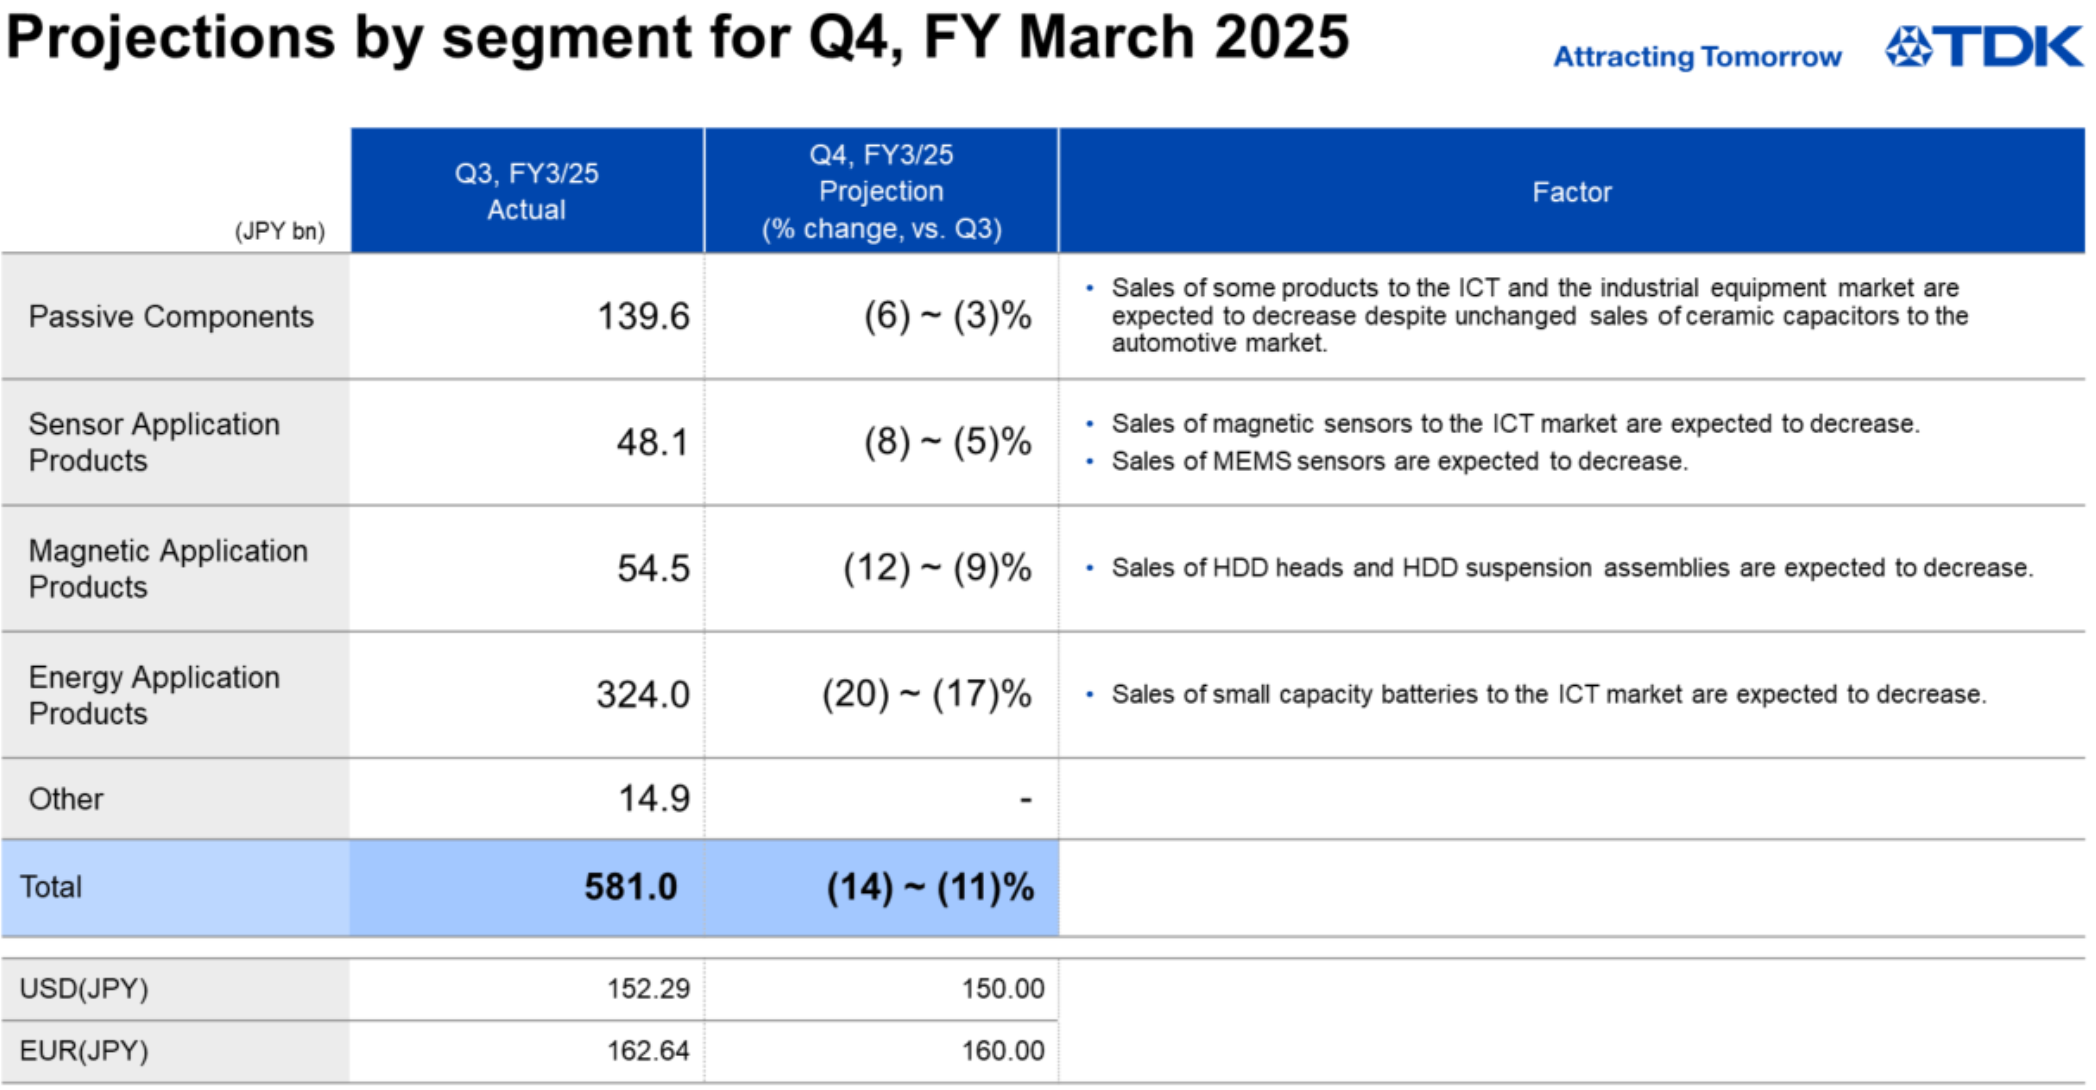 Projections by segment for Q4, FY March 2025
Attracting Tomorrow
TDK
(JPY bn)
Q3, FY3/25
Actual
Q4, FY3/25
Projection
(% change, vs. Q3)
Factor
Passive Components
139.6
(6) ~ (3)%
• Sales of some products to the ICT and the industrial equipment market are
expected to decrease despite unchanged sales of ceramic capacitors to the
automotive market.
Sensor Application
Products
48.1
(8) ~ (5)%
• Sales of magnetic sensors to the ICT market are expected to decrease.
• Sales of MEMS sensors are expected to decrease.
Magnetic Application
Products
54.5
(12) ~ (9)%
• Sales of HDD heads and HDD suspension assemblies are expected to decrease.
Energy Application
Products
324.0
(20) ~ (17)%
• Sales of small capacity batteries to the ICT market are expected to decrease.
Other
14.9
-
Total
581.0
(14) ~ (11)%
USD(JPY)
152.29
150.00
EUR(JPY)
162.64
160.00